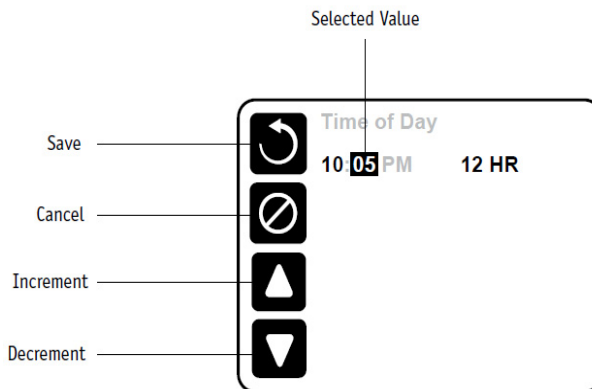 Selected Value
Time of Day
Save
10:05 PM 12 HR
Cancel
Increment
Decrement